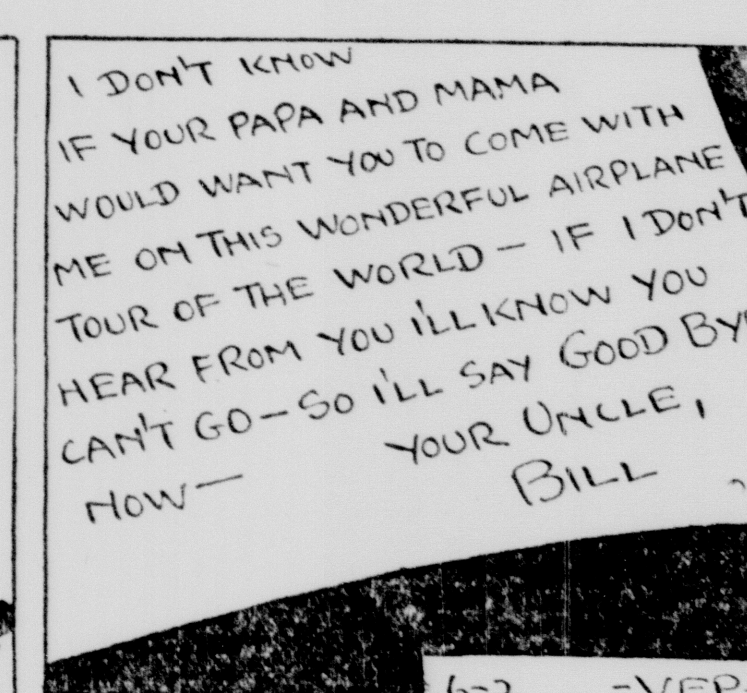 I DON'T KNOW
IF YOUR PAPA AND MAMA
WOULD WANT YOU TO COME WITH
ME ON THIS WONDERFUL AIRPLANE
TOUR OF THE WORLD — IF I DON'T
HEAR FROM YOU I'LL KNOW YOU
CAN'T GO — SO I'LL SAY GOOD BYE
NOW —
YOUR UNCLE,
BILL